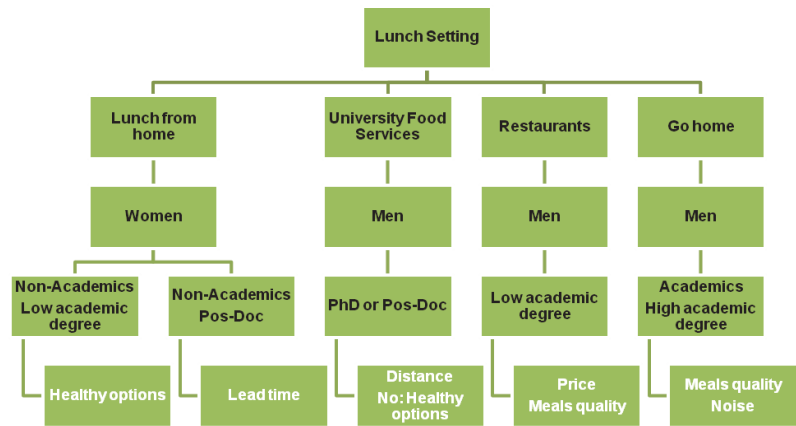 Lunch Setting
Lunch from
home
University Food
Services
Restaurants
Go home
Women
Men
Men
Men
Non-Academics
Low academic
degree
Non-Academics
Pos-Doc
PhD or Pos-Doc
Low academic
degree
Academics
High academic
degree
Healthy options
Lead time
Distance
No: Healthy
options
Price
Meals quality
Meals quality
Noise